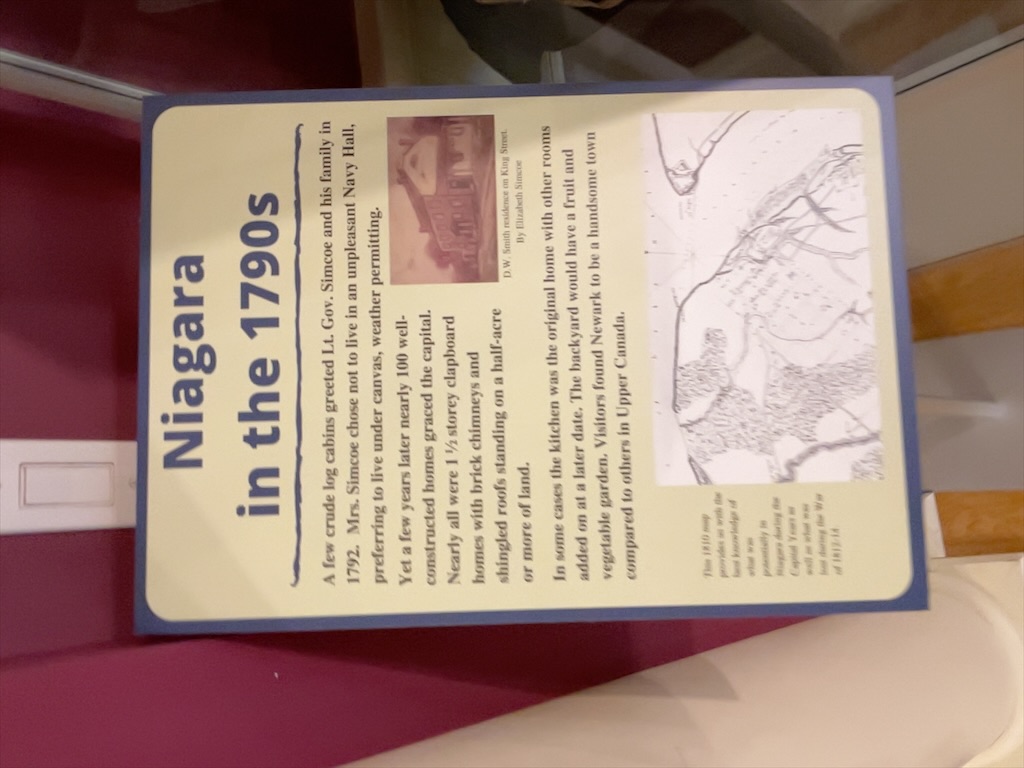 Niagara
in the 1790s
A few crude log cabins greeted Lt. Gov. Simcoe and his family in
1792. Mrs. Simcoe chose not to live in an unpleasant Navy Hall,
preferring to live under canvas, weather permitting.
Yet a few years later nearly 100 well-
constructed homes graced the capital.
Nearly all were 1 ½ storey clapboard
homes with brick chimneys and
shingled roofs standing on a half-acre
or more of land.
D.W. Smith residence on King Street.
By Elizabeth Simcoe
In some cases the kitchen was the original home with other rooms
added on at a later date. The backyard would have a fruit and
vegetable garden. Visitors found Newark to be a handsome town
compared to others in Upper Canada.
This 1810 map
provides us with the
best knowledge of
what was
potentially in
Niagara during the
Capital Years as
well as what was
lost during the War
of 1812-14.